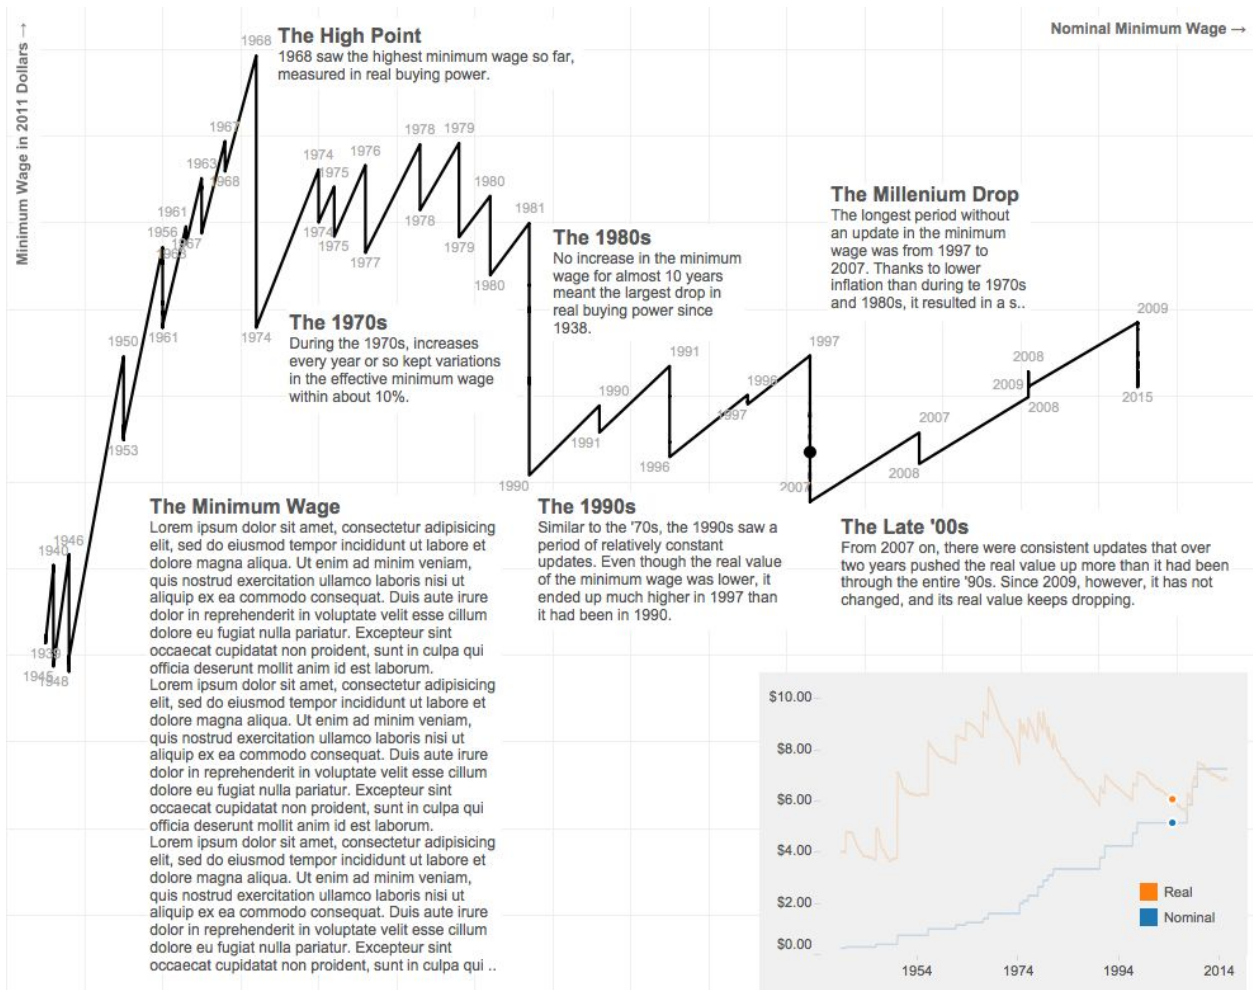 Minimum Wage in 2011 Dollars →
Nominal Minimum Wage →
1968
The High Point
1968 saw the highest minimum wage so far,
measured in real buying power.
1967
1968
1963
1967
1961
1956
1963
1961
1974
1975
1976
1978
1979
1980
1981
1974
1975
1977
1978
1979
1980
1974
The 1970s
During the 1970s, increases
every year or so kept variations
in the effective minimum wage
within about 10%.
The 1980s
No increase in the minimum
wage for almost 10 years
meant the largest drop in
real buying power since
1938.
The Millenium Drop
The longest period without
an update in the minimum
wage was from 1997 to
2007. Thanks to lower
inflation than during te 1970s
and 1980s, it resulted in a s..
1950
1953
1990
1990
1991
1991
1996
1996
1997
1997
2007
2007
2008
2008
2009
2008
2009
2015
1946
1940
1939
1945
1948
The Minimum Wage
Lorem ipsum dolor sit amet, consectetur adipisicing
elit, sed do eiusmod tempor incididunt ut labore et
dolore magna aliqua. Ut enim ad minim veniam,
quis nostrud exercitation ullamco laboris nisi ut
aliquip ex ea commodo consequat. Duis aute irure
dolor in reprehenderit in voluptate velit esse cillum
dolore eu fugiat nulla pariatur. Excepteur sint
occaecat cupidatat non proident, sunt in culpa qui
officia deserunt mollit anim id est laborum.
Lorem ipsum dolor sit amet, consectetur adipisicing
elit, sed do eiusmod tempor incididunt ut labore et
dolore magna aliqua. Ut enim ad minim veniam,
quis nostrud exercitation ullamco laboris nisi ut
aliquip ex ea commodo consequat. Duis aute irure
dolor in reprehenderit in voluptate velit esse cillum
dolore eu fugiat nulla pariatur. Excepteur sint
occaecat cupidatat non proident, sunt in culpa qui
officia deserunt mollit anim id est laborum.
Lorem ipsum dolor sit amet, consectetur adipisicing
elit, sed do eiusmod tempor incididunt ut labore et
dolore magna aliqua. Ut enim ad minim veniam,
quis nostrud exercitation ullamco laboris nisi ut
aliquip ex ea commodo consequat. Duis aute irure
dolor in reprehenderit in voluptate velit esse cillum
dolore eu fugiat nulla pariatur. Excepteur sint
occaecat cupidatat non proident, sunt in culpa qui ..
The 1990s
Similar to the '70s, the 1990s saw a
period of relatively constant
updates. Even though the real value
of the minimum wage was lower, it
ended up much higher in 1997 than
it had been in 1990.
The Late '00s
From 2007 on, there were consistent updates that over
two years pushed the real value up more than it had been
through the entire '90s. Since 2009, however, it has not
changed, and its real value keeps dropping.
$10.00
$8.00
$6.00
$4.00
$2.00
$0.00
Real
Nominal
1954
1974
1994
2014